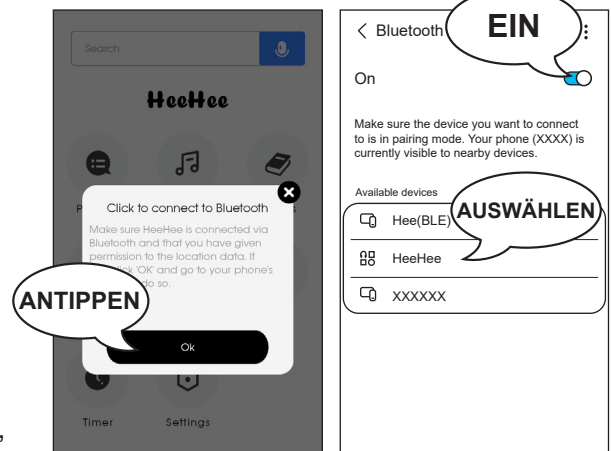 Search
HeeHee
Click to connect to Bluetooth
Make sure HeeHee is connected via
Bluetooth and that you have given
permission to the location data. If
'OK' and go to your phone's
do so.
ANTIPPEN
Ok
Timer
Settings
Bluetooth
EIN
On
Make sure the device you want to connect
to is in pairing mode. Your phone (XXXX) is
currently visible to nearby devices.
Available devices
Hee(BLE)
AUSWÄHLEN
HeeHee
XXXXXX